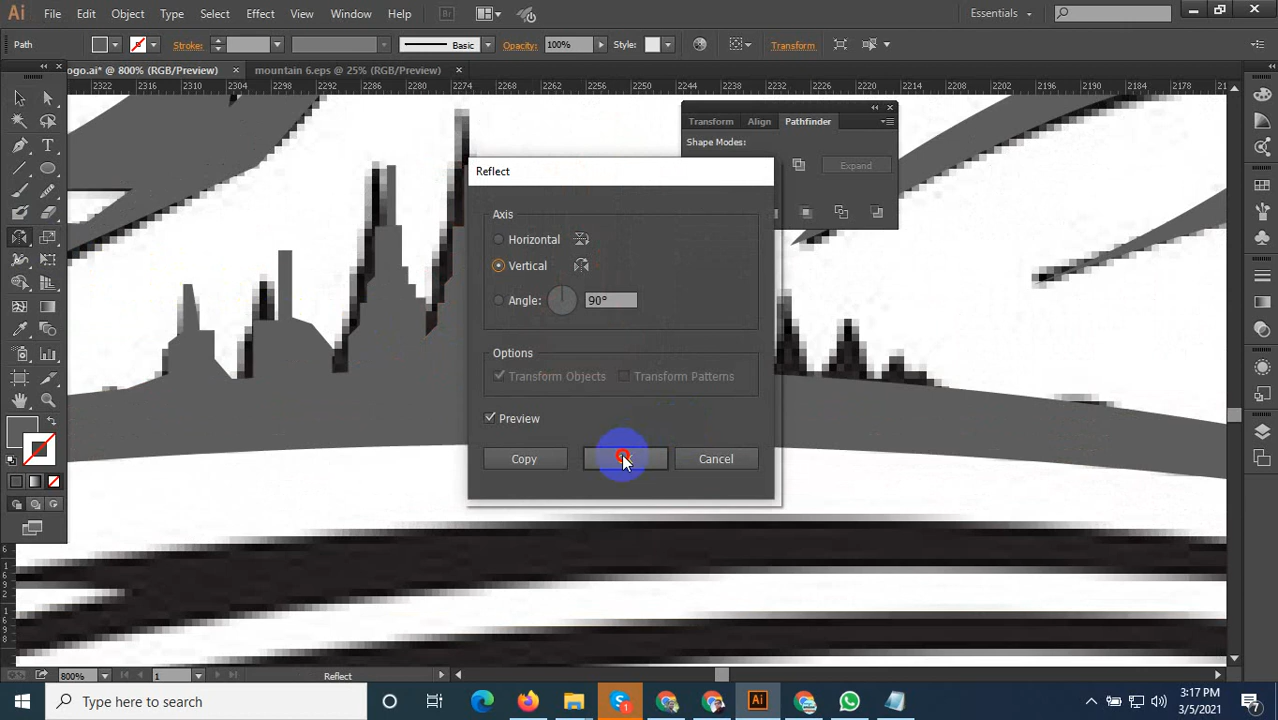 Ai File Edit Object Type Select Effect View Window Help Br Essentials
Path Stroke: Basic Opacity: 100% Style: Transform
ogo.ai* @ 800% (RGB/Preview) mountain 6.eps @ 25% (RGB/Preview)
2322 2316 2310 2304 2298 2292 2286 2280 2274 2268 2262 2256 2250 2244 2238 2232 2226 2220 2214 2208 2202 2196 2190 2184 2178 21
Transform Align Pathfinder
Shape Modes:
Expand
Reflect
Axis
Horizontal
Vertical
Angle: 90°
Options
Transform Objects Transform Patterns
Preview
Copy Cancel
800% 1 Reflect
Type here to search
Ai
3:17 PM
3/5/2021
7